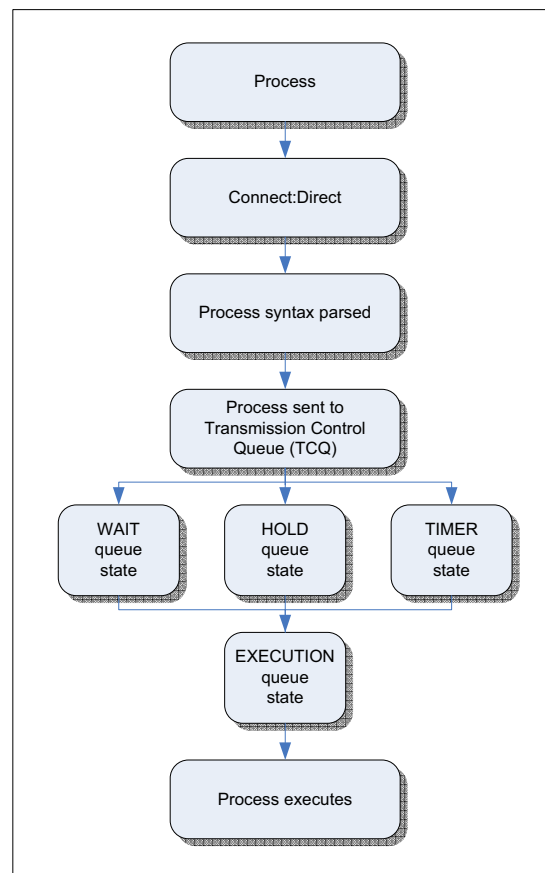 Process
Connect:Direct
Process syntax parsed
Process sent to
Transmission Control
Queue (TCQ)
WAIT
queue
state
HOLD
queue
state
TIMER
queue
state
EXECUTION
queue
state
Process executes